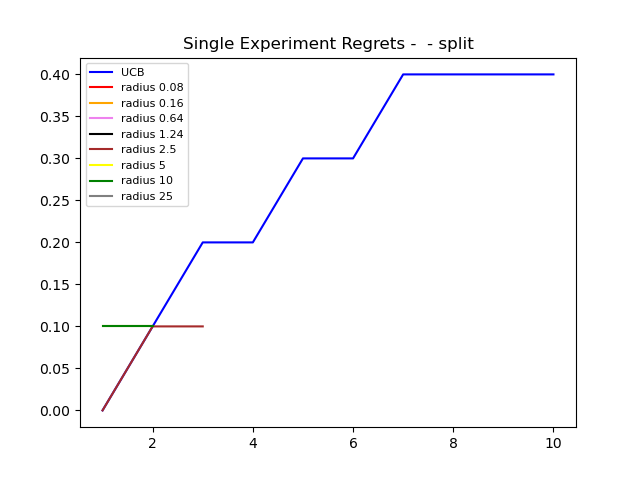 Single Experiment Regrets -  - split
0.40
0.35
0.30
0.25
0.20
0.15
0.10
0.05
0.00
UCB
radius 0.08
radius 0.16
radius 0.64
radius 1.24
radius 2.5
radius 5
radius 10
radius 25
2 4 6 8 10